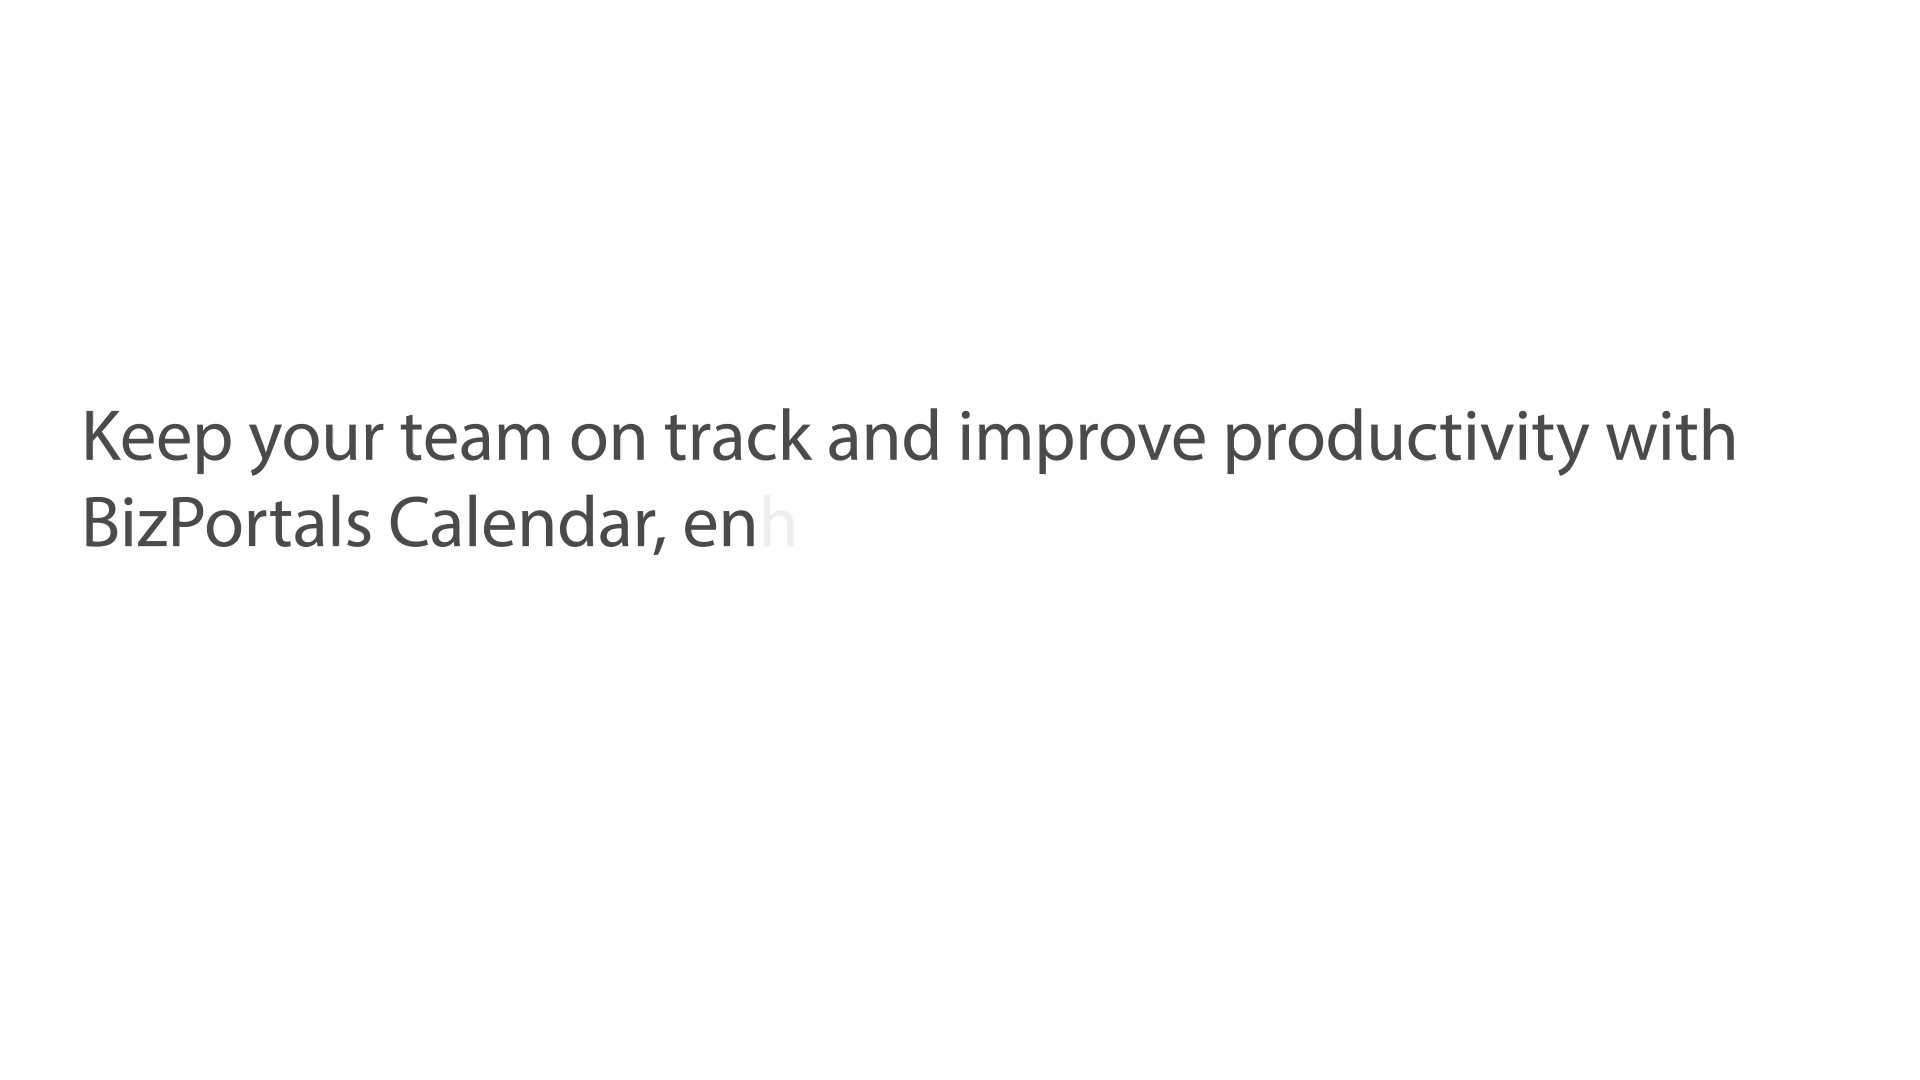 Keep your team on track and improve productivity with
BizPortals Calendar, enh